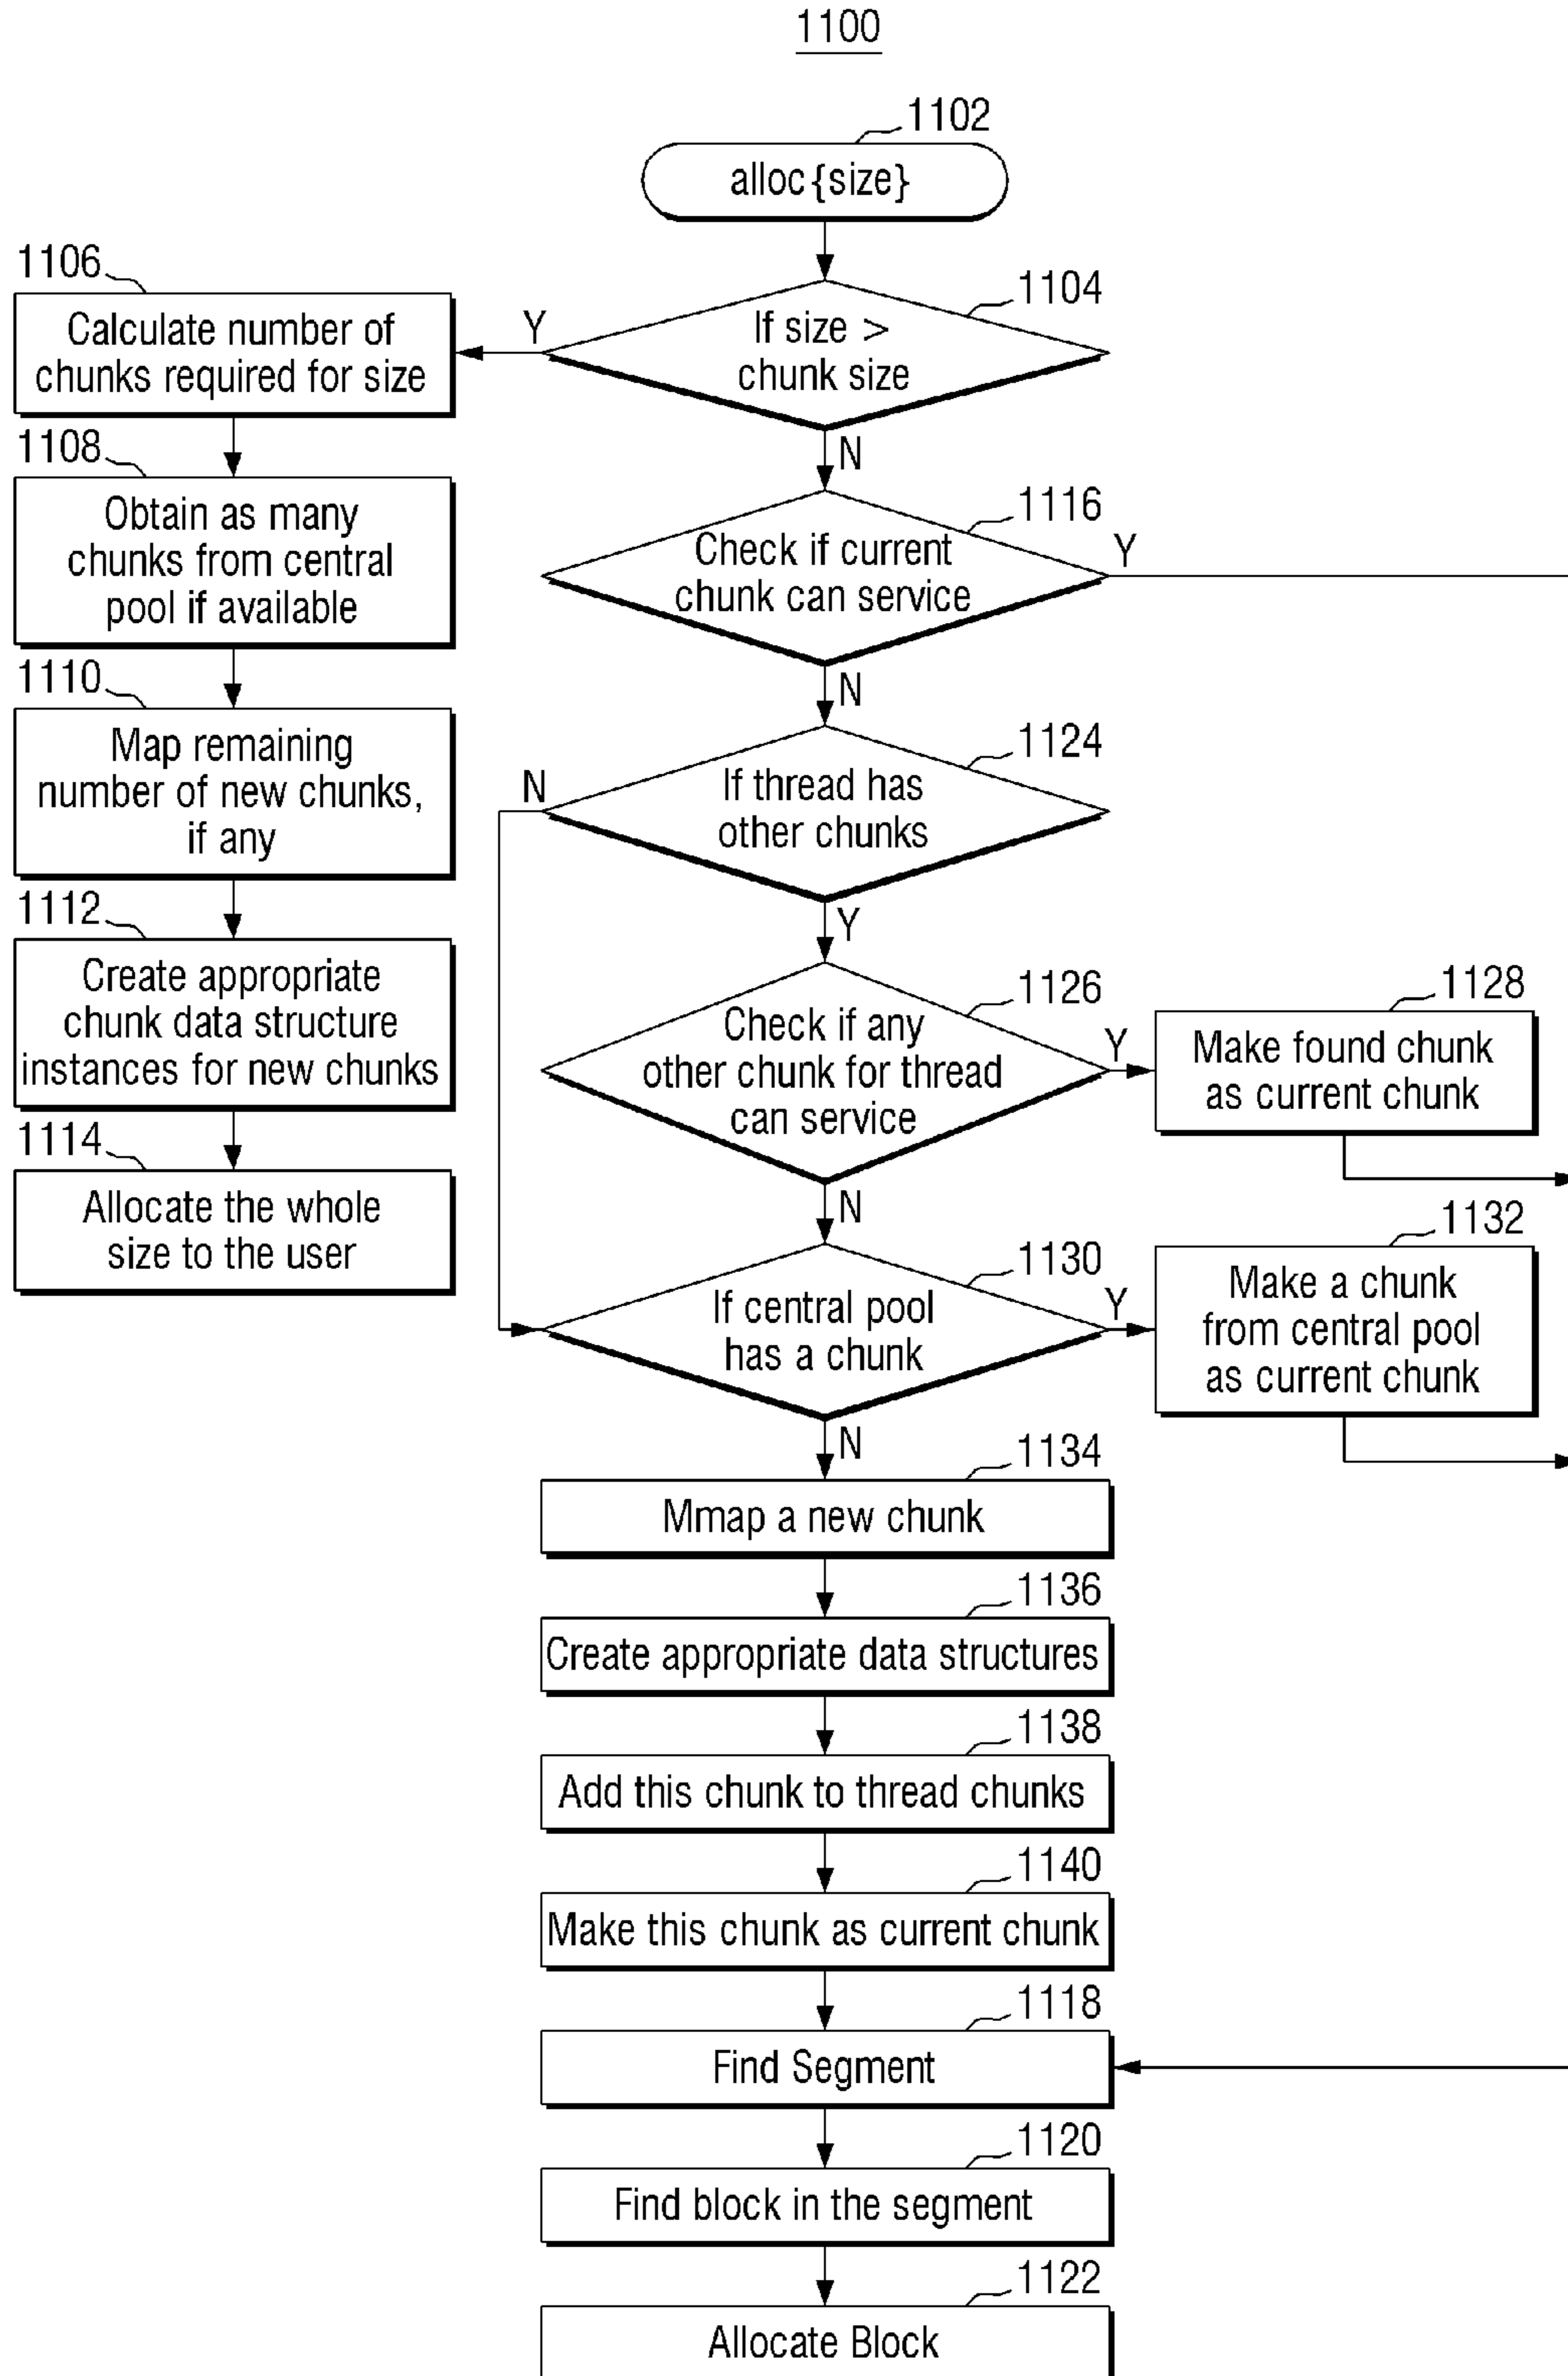 1100
1102
alloc{size}
1104
If size >
chunk size
Y
N
1106
Calculate number of
chunks required for size
1108
Obtain as many
chunks from central
pool if available
1110
Map remaining
number of new chunks,
if any
1112
Create appropriate
chunk data structure
instances for new chunks
1114
Allocate the whole
size to the user
1116
Check if current
chunk can service
Y
N
1124
If thread has
other chunks
N
Y
1126
Check if any
other chunk for thread
can service
Y
N
1128
Make found chunk
as current chunk
1130
If central pool
has a chunk
Y
N
1132
Make a chunk
from central pool
as current chunk
1134
Mmap a new chunk
1136
Create appropriate data structures
1138
Add this chunk to thread chunks
1140
Make this chunk as current chunk
1118
Find Segment
1120
Find block in the segment
1122
Allocate Block